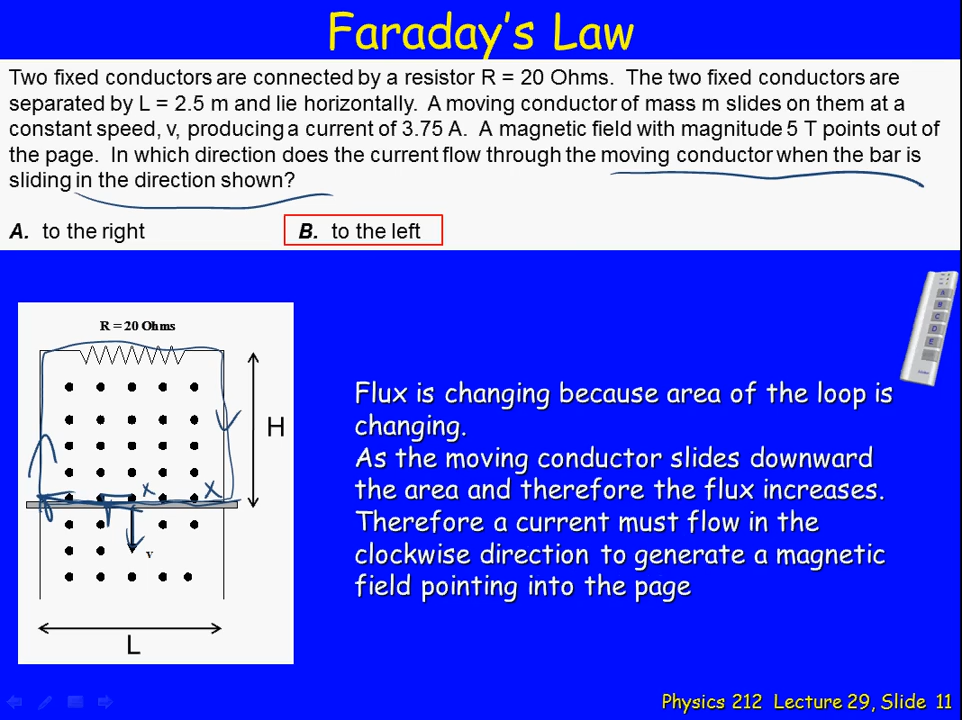 Faraday's Law
Two fixed conductors are connected by a resistor R = 20 Ohms. The two fixed conductors are
separated by L = 2.5 m and lie horizontally. A moving conductor of mass m slides on them at a
constant speed, v, producing a current of 3.75 A. A magnetic field with magnitude 5 T points out of
the page. In which direction does the current flow through the moving conductor when the bar is
sliding in the direction shown?
A. to the right
B. to the left
R = 20 Ohms
H
v
L
Flux is changing because area of the loop is
changing.
As the moving conductor slides downward
the area and therefore the flux increases.
Therefore a current must flow in the
clockwise direction to generate a magnetic
field pointing into the page
A
B
C
D
E
Physics 212 Lecture 29, Slide 11